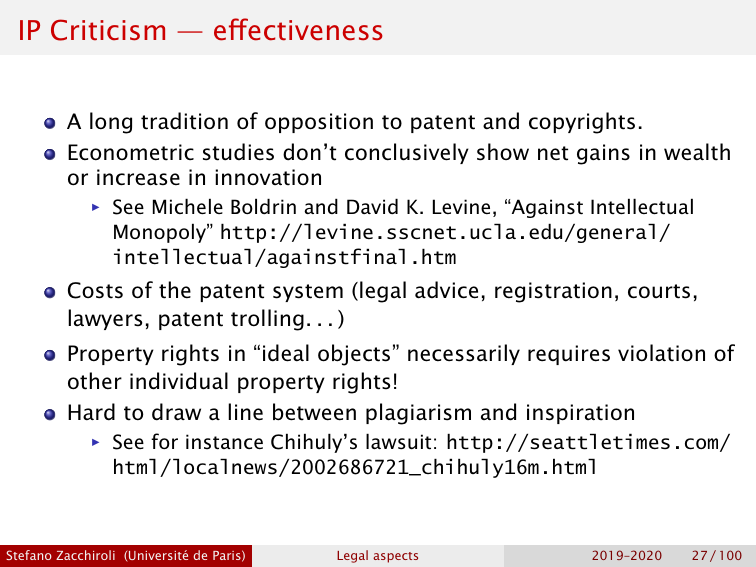 IP Criticism — effectiveness
A long tradition of opposition to patent and copyrights.
Econometric studies don’t conclusively show net gains in wealth
or increase in innovation
See Michele Boldrin and David K. Levine, “Against Intellectual
Monopoly” http://levine.sscnet.ucla.edu/general/
intellectual/againstfinal.htm
Costs of the patent system (legal advice, registration, courts,
lawyers, patent trolling...)
Property rights in “ideal objects” necessarily requires violation of
other individual property rights!
Hard to draw a line between plagiarism and inspiration
See for instance Chihuly’s lawsuit: http://seattletimes.com/
html/localnews/2002686721_chihuly16m.html
Stefano Zacchiroli (Université de Paris) Legal aspects 2019–2020 27 / 100